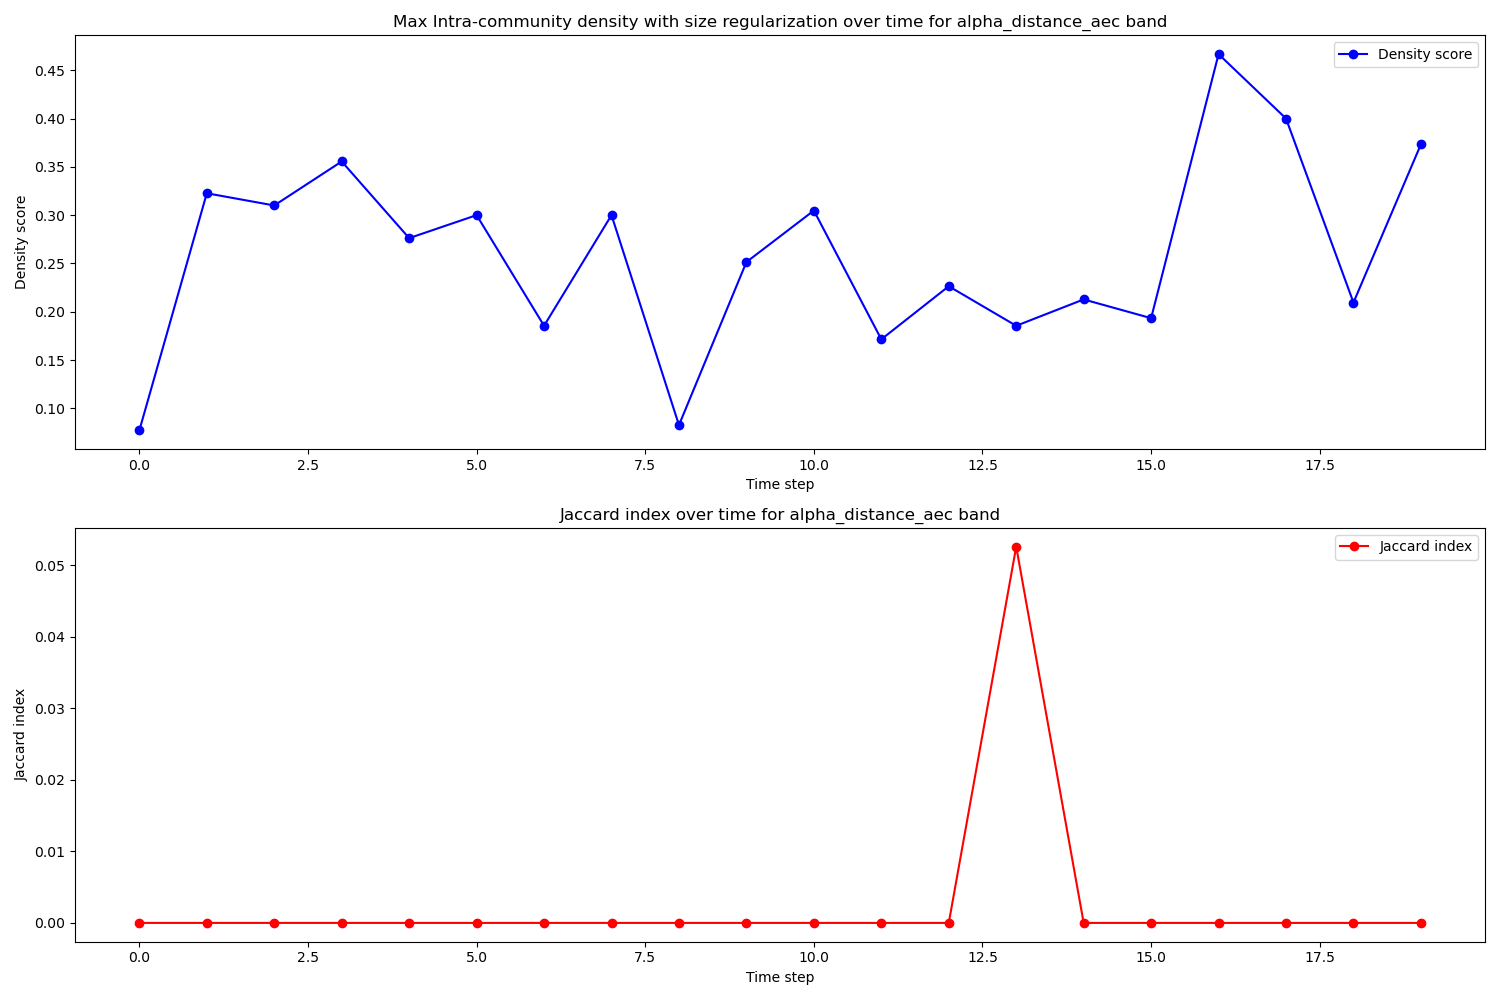 Max Intra-community density with size regularization over time for alpha_distance_aec band
Density score
0.45
0.40
0.35
0.30
0.25
0.20
0.15
0.10
Density score
0.0 2.5 5.0 7.5 10.0 12.5 15.0 17.5
Time step
Jaccard index over time for alpha_distance_aec band
Jaccard index
0.05
0.04
0.03
0.02
0.01
0.00
Jaccard index
0.0 2.5 5.0 7.5 10.0 12.5 15.0 17.5
Time step